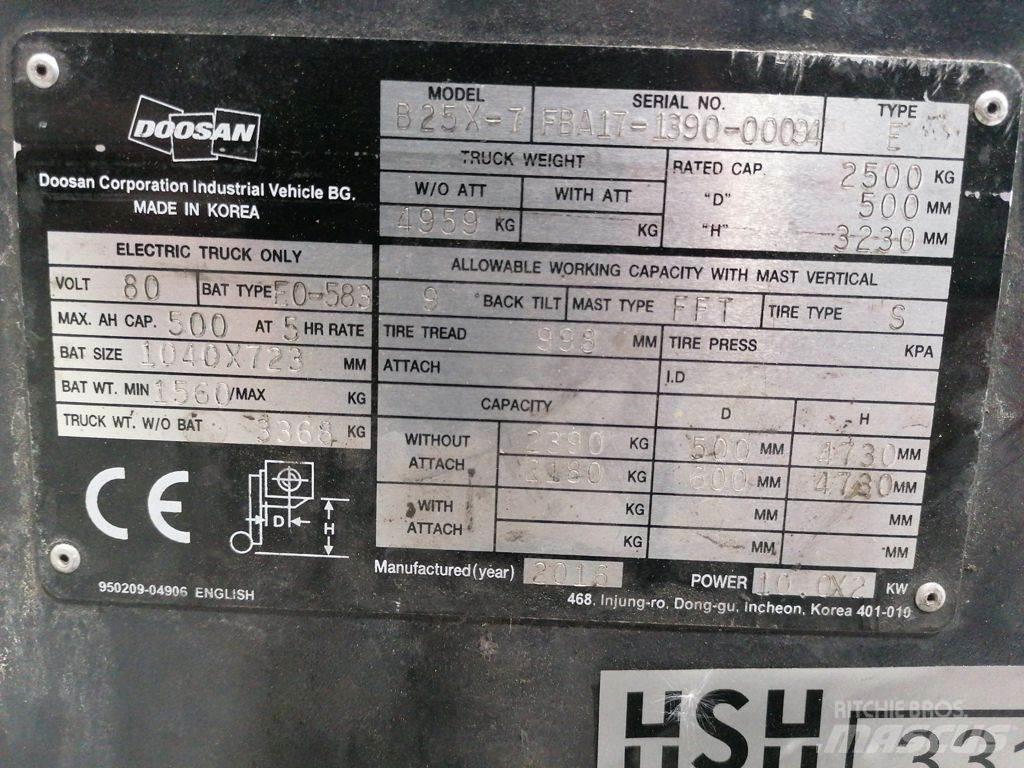 DOOSAN
Doosan Corporation Industrial Vehicle BG.
MADE IN KOREA
MODEL SERIAL NO. TYPE
B25X-7 FBA17-1390-00094 E
TRUCK WEIGHT
W/O ATT WITH ATT
4959 KG KG
RATED CAP. 2500 KG
"D" 500 MM
"H" 3230 MM
ELECTRIC TRUCK ONLY
VOLT 80 BAT TYPE EO-583
MAX. AH CAP. 500 AT 5 HR RATE
BAT SIZE 1040X723 MM
BAT WT. MIN 1560/MAX KG
TRUCK WT. W/O BAT 3368 KG
ALLOWABLE WORKING CAPACITY WITH MAST VERTICAL
9 ° BACK TILT MAST TYPE FFT TIRE TYPE S
TIRE TREAD 998 MM TIRE PRESS KPA
ATTACH I.D
CAPACITY D H
WITHOUT ATTACH
2390 KG 500 MM 4730 MM
KG 600 MM 4730 MM
WITH ATTACH
KG MM MM
KG MM MM
CE
D H
Manufactured (year) 2015 POWER 10.0X2 KW
950209-04906 ENGLISH
468, Injung-ro, Dong-gu, Incheon, Korea 401-010
HSH
331
RITCHIE BROS.
MASCUS